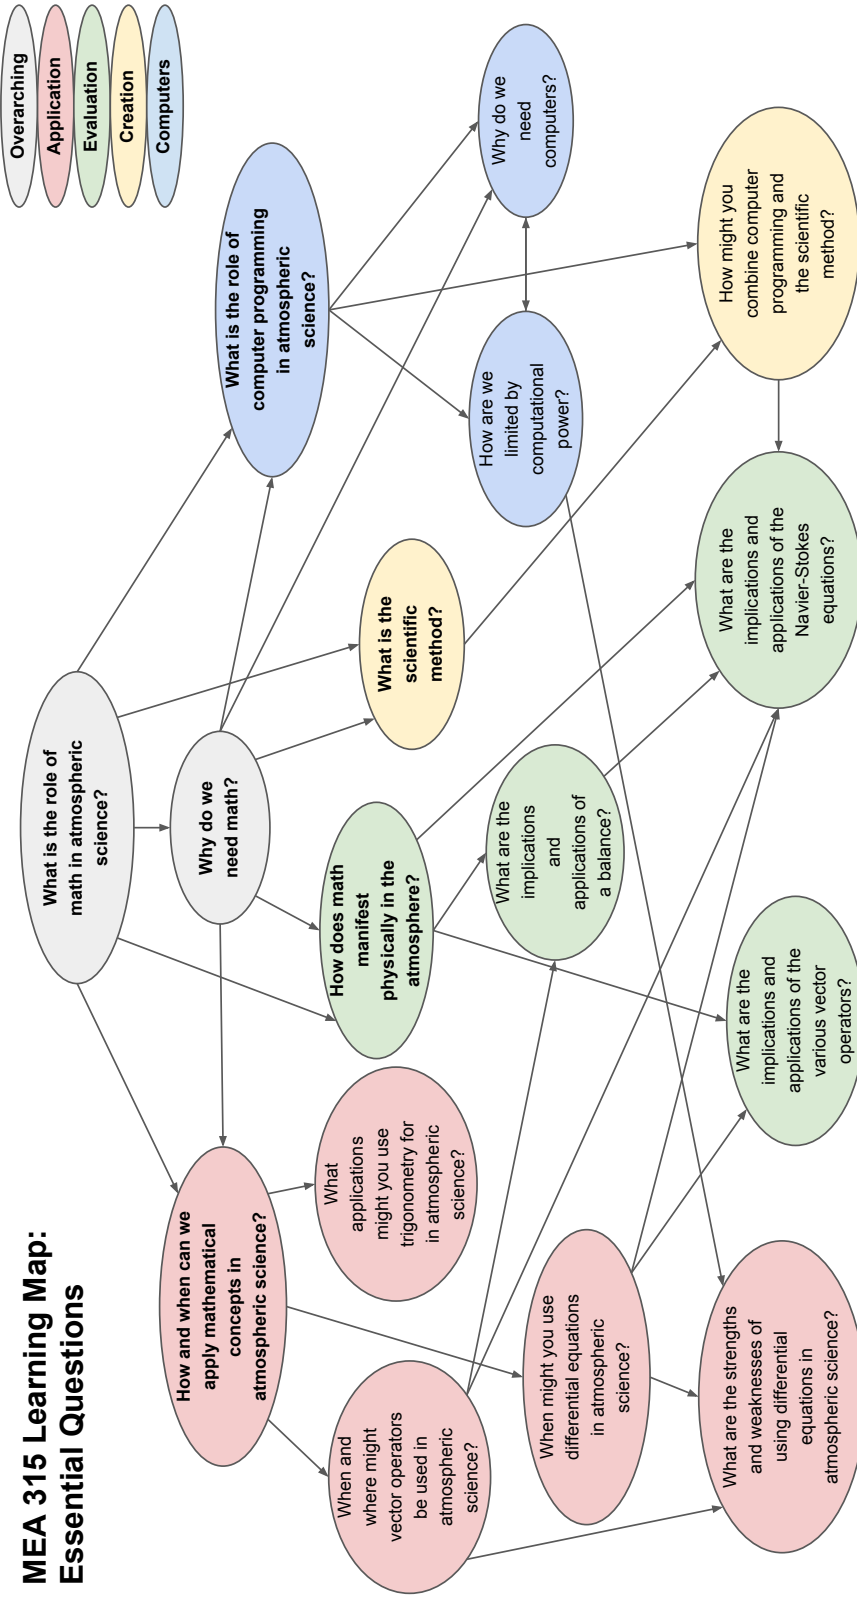 MEA 315 Learning Map:
Essential Questions
Overarching
Application
Evaluation
Creation
Computers
What is the role of
math in atmospheric
science?
Why do we
need math?
How and when can we
apply mathematical
concepts in
atmospheric science?
What is the role of
computer programming
in atmospheric
science?
What
applications
might you use
trigonometry for
in atmospheric
science?
How does math
manifest
physically in the
atmosphere?
What is the
scientific
method?
When and
where might
vector operators
be used in
atmospheric
science?
How are we
limited by
computational
power?
Why do we
need
computers?
When might you use
differential equations
in atmospheric
science?
What are the
implications
and
applications of
a balance?
What are the strengths
and weaknesses of
using differential
equations in
atmospheric science?
What are the
implications and
applications of the
various vector
operators?
What are the
implications and
applications of the
Navier-Stokes
equations?
How might you
combine computer
programming and
the scientific
method?